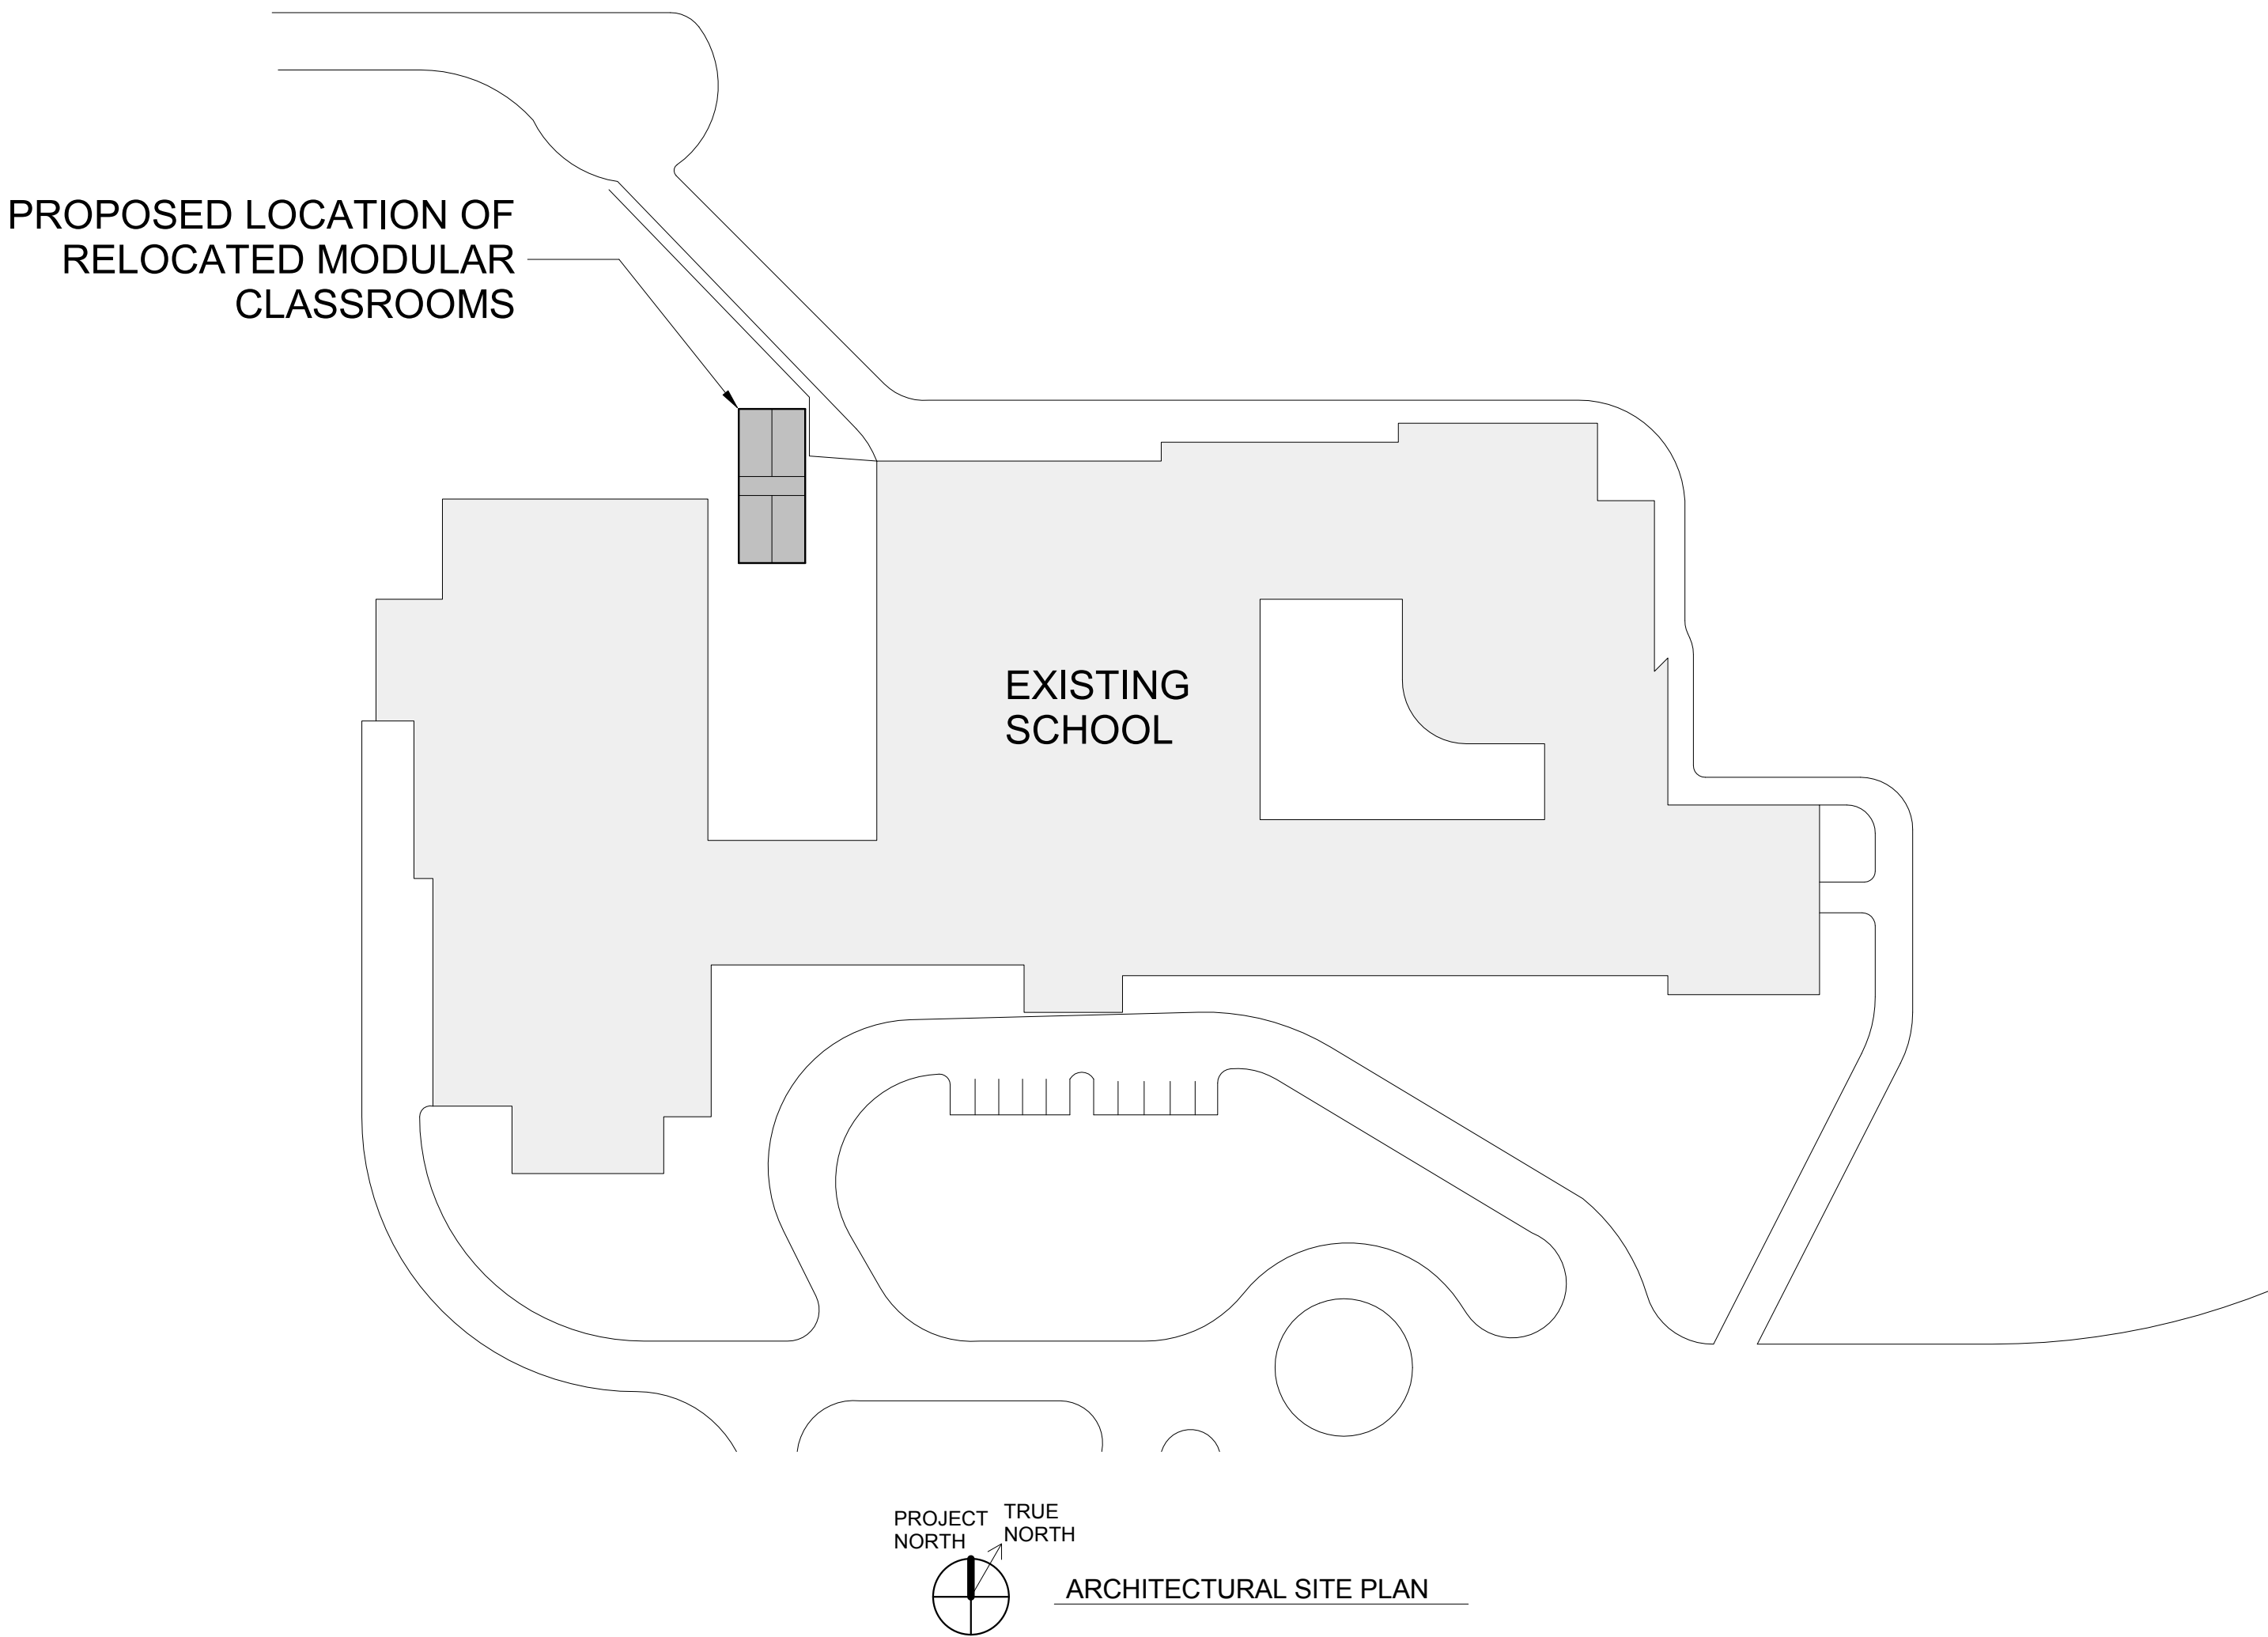 PROPOSED LOCATION OF
RELOCATED MODULAR
CLASSROOMS
EXISTING
SCHOOL
PROJECT
NORTH
TRUE
NORTH
ARCHITECTURAL SITE PLAN